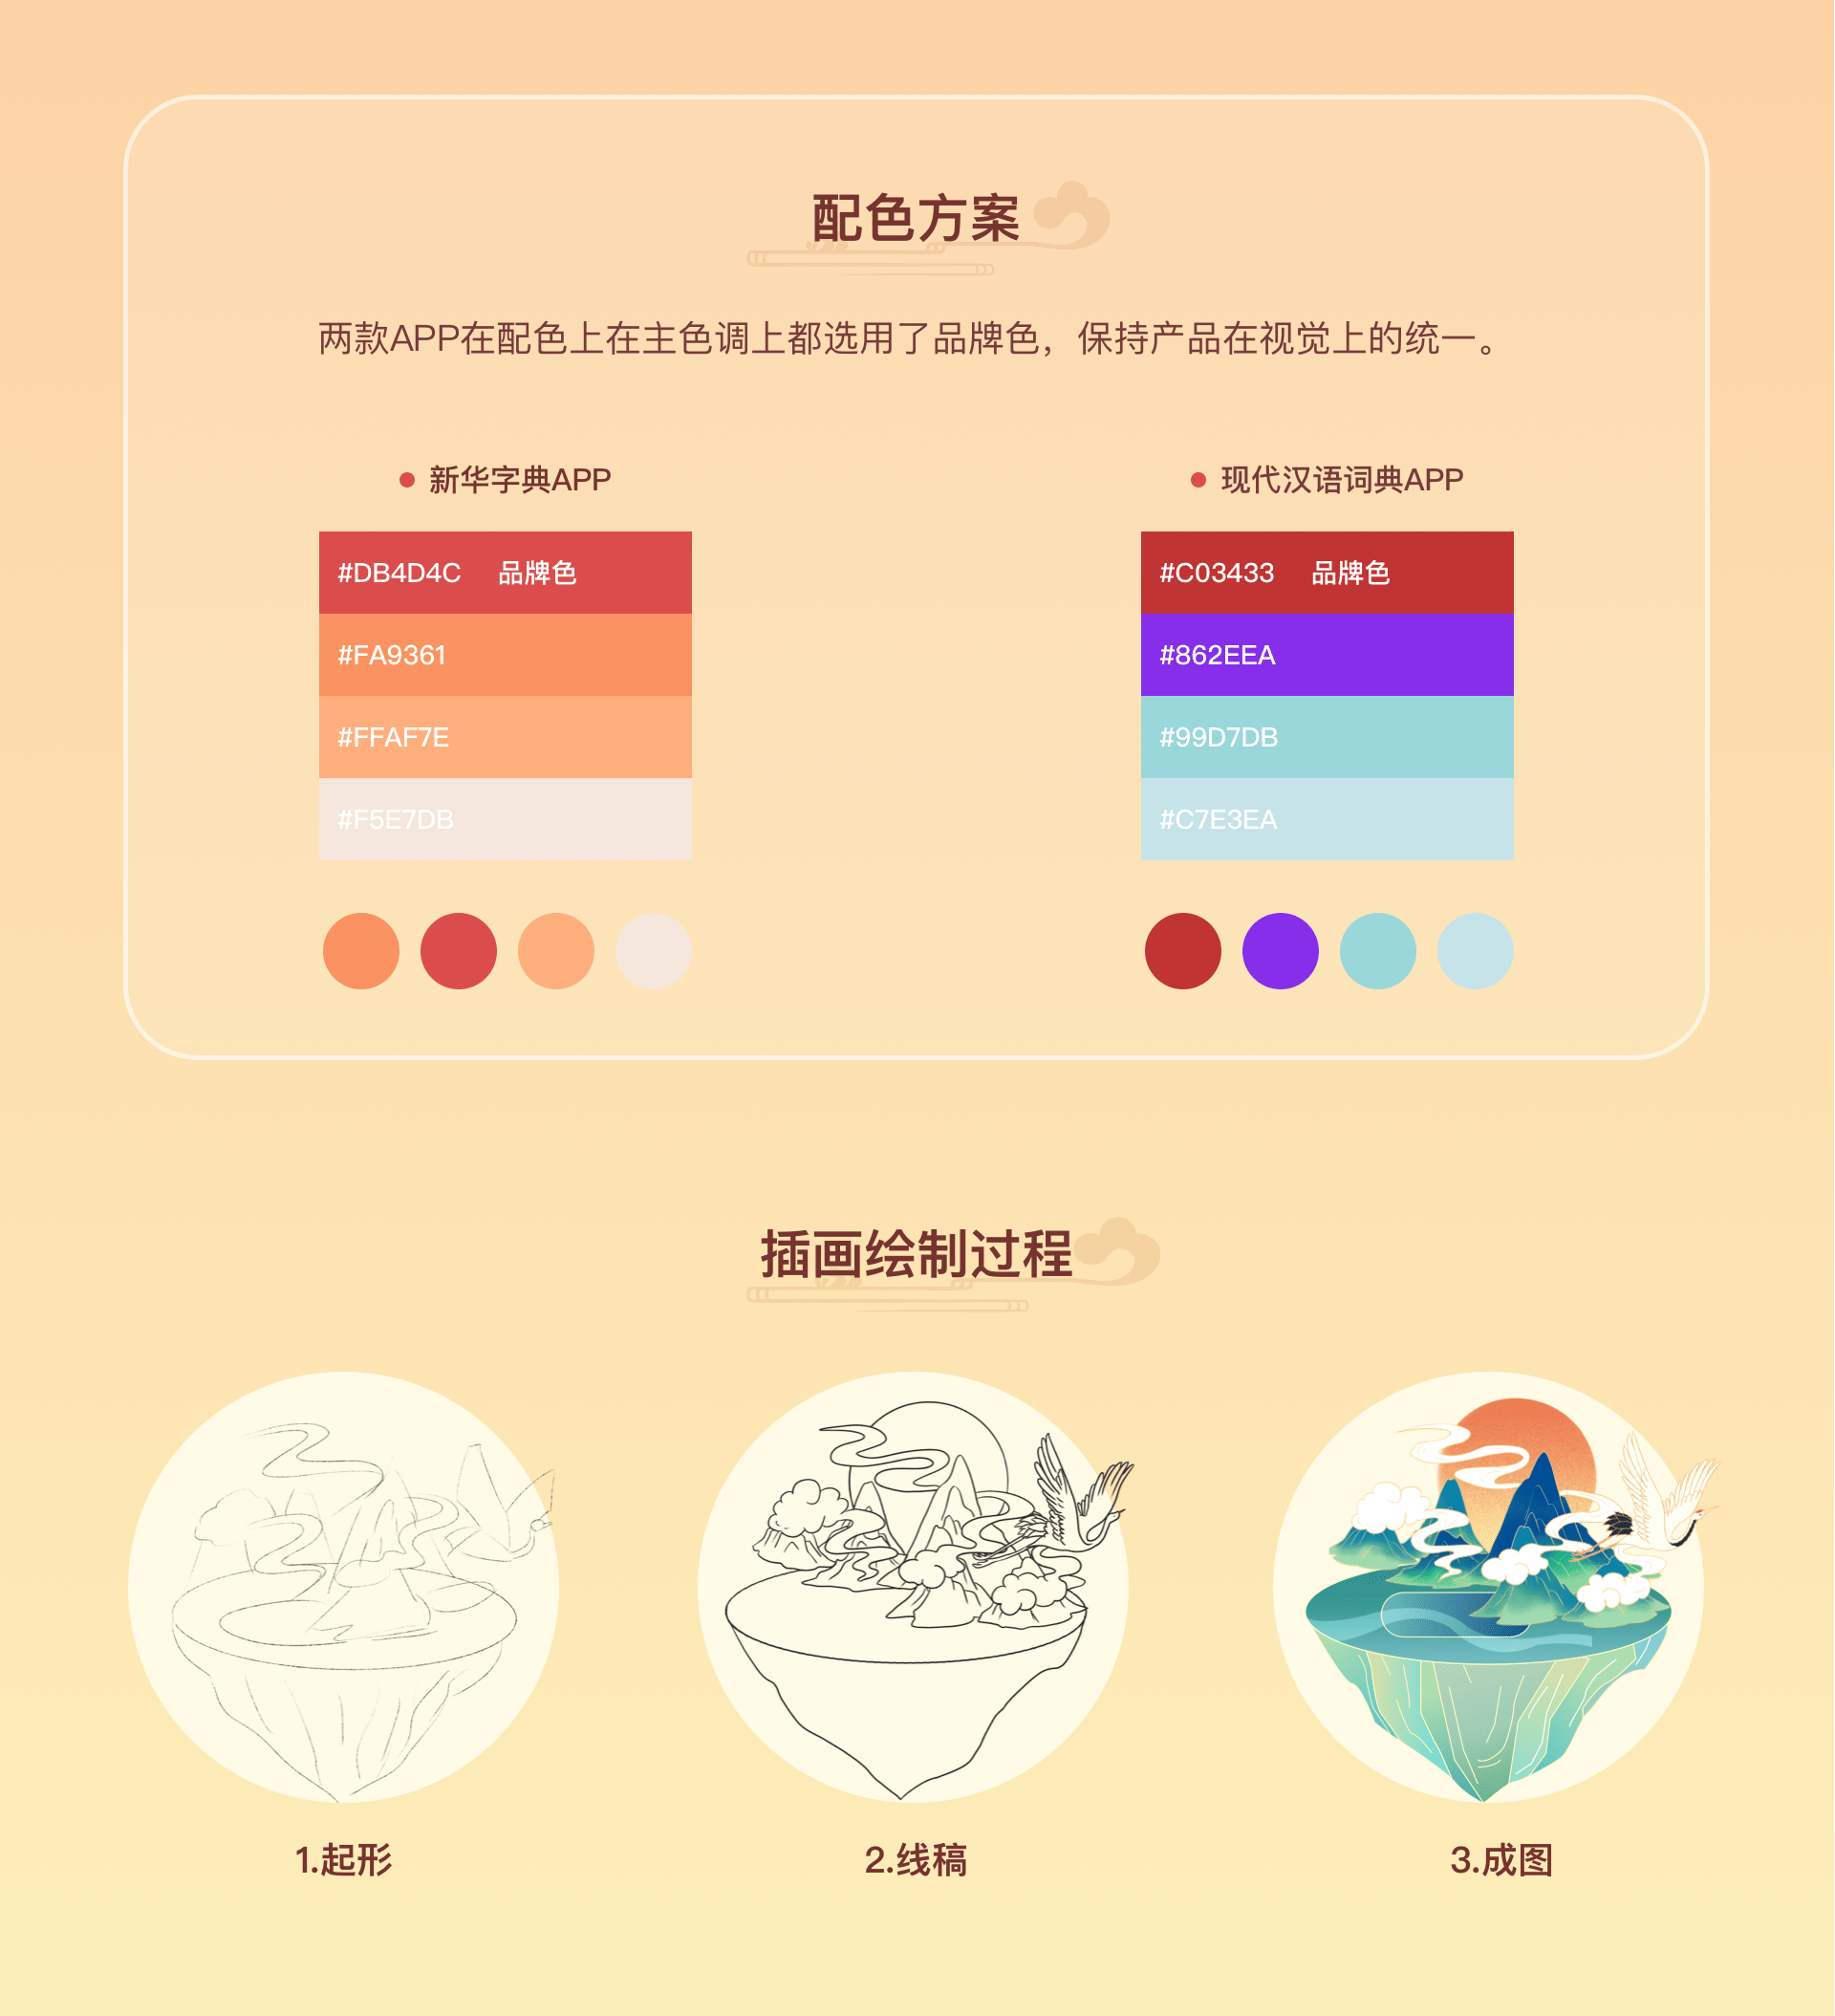 配色方案
两款APP在配色上在主色调上都选用了品牌色，保持产品在视觉上的统一。
新华字典APP
#DB4D4C 品牌色
#FA9361
#FFAF7E
#F5E7DB
现代汉语词典APP
#C03433 品牌色
#862EEA
#99D7DB
#C7E3EA
插画绘制过程
1.起形
2.线稿
3.成图